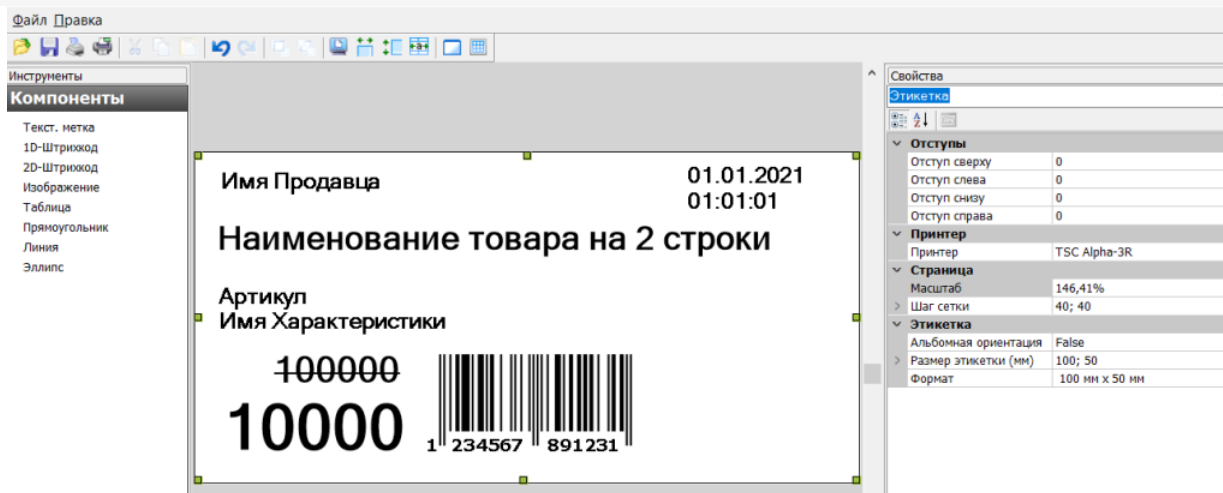 Файл Правка
Инструменты
Компоненты
Текст. метка
1D-Штрихкод
2D-Штрихкод
Изображение
Таблица
Прямоугольник
Линия
Эллипс
Имя Продавца
01.01.2021
01:01:01
Наименование товара на 2 строки
Артикул
Имя Характеристики
100000
10000
1 234567 891231
Свойства
Этикетка
Отступы
Отступ сверху 0
Отступ слева 0
Отступ снизу 0
Отступ справа 0
Принтер
Принтер TSC Alpha-3R
Страница
Масштаб 146,41%
Шаг сетки 40; 40
Этикетка
Альбомная ориентация False
Размер этикетки (мм) 100; 50
Формат 100 мм x 50 мм